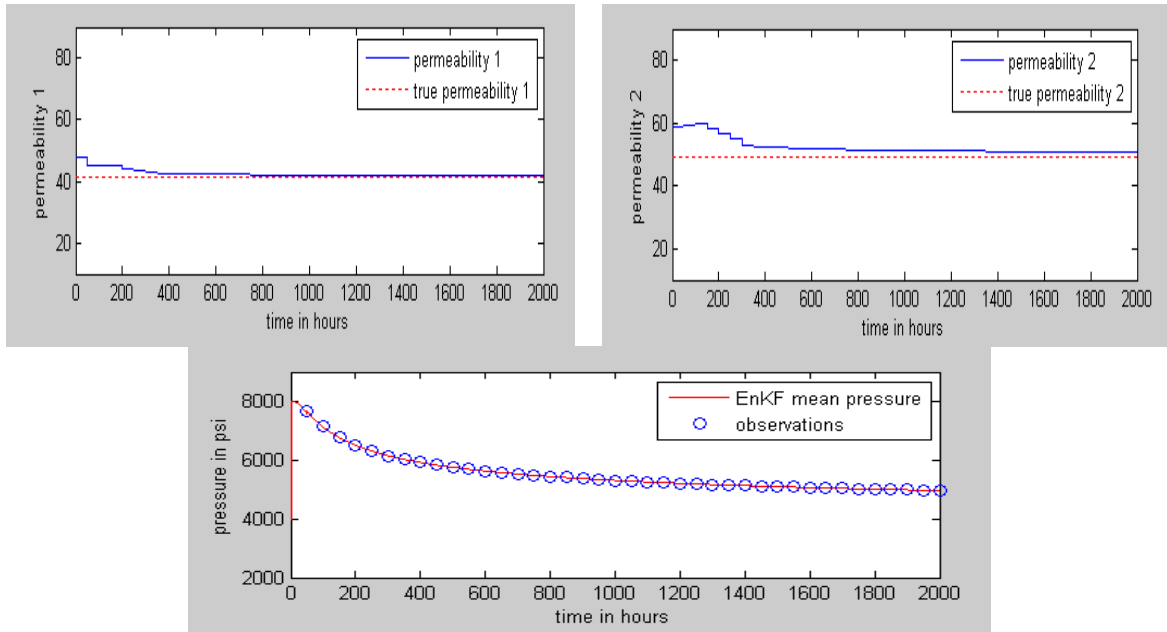 80
60
40
20
permeability 1
permeability 1
true permeability 1
0 200 400 600 800 1000 1200 1400 1600 1800 2000
time in hours
80
60
40
20
permeability 2
permeability 2
true permeability 2
0 200 400 600 800 1000 1200 1400 1600 1800 2000
time in hours
8000
6000
4000
2000
pressure in psi
EnKF mean pressure
observations
0 200 400 600 800 1000 1200 1400 1600 1800 2000
time in hours